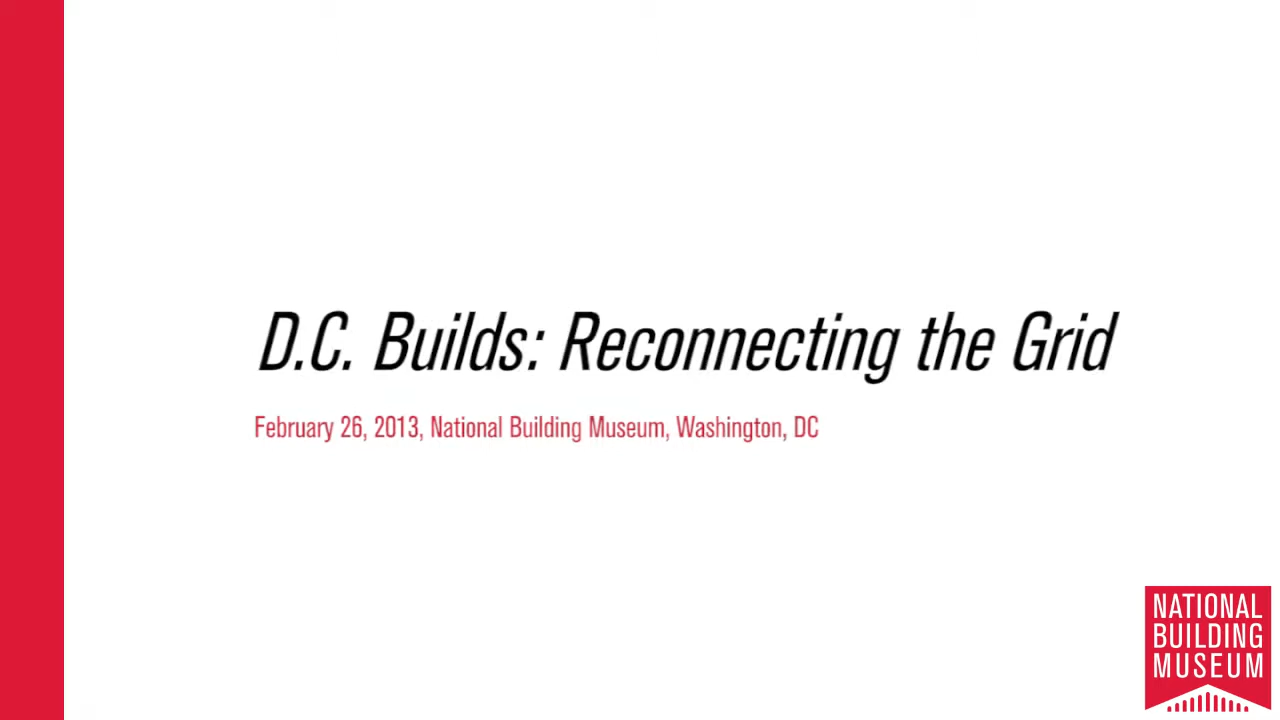 D.C. Builds: Reconnecting the Grid
February 26, 2013, National Building Museum, Washington, DC
NATIONAL
BUILDING
MUSEUM